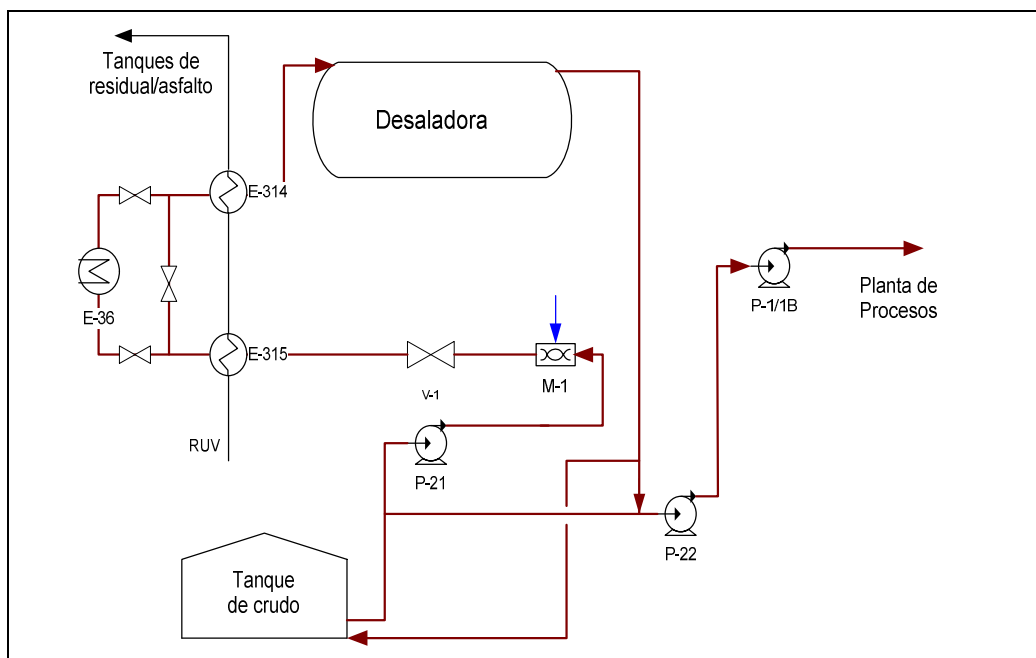 Tanques de
residual/asfalto
Desaladora
E-314
E-36
E-315
P-1/1B
Planta de
Procesos
V-1
M-1
RUV
P-21
P-22
Tanque
de crudo